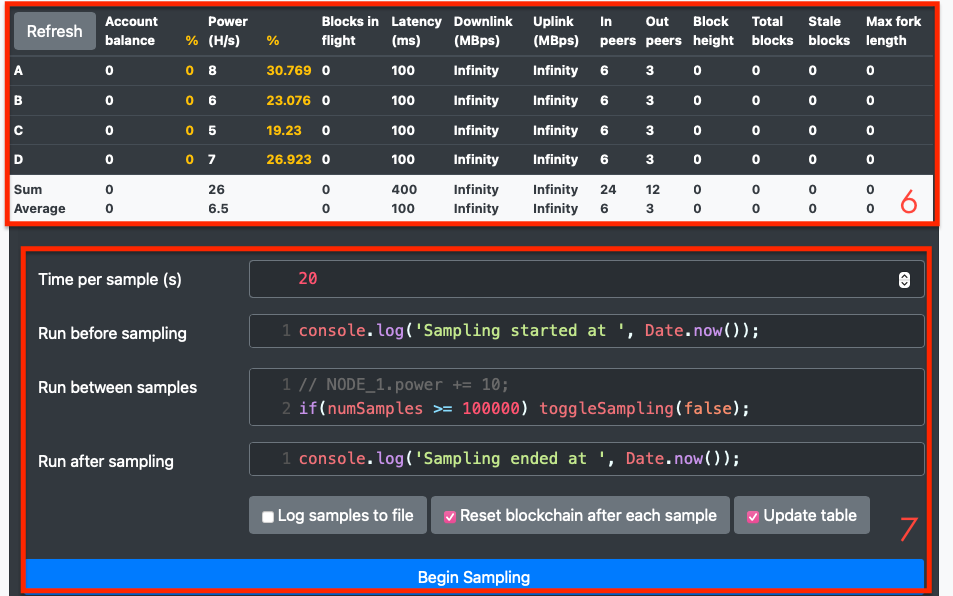 Refresh Account balance % Power (H/s) % Blocks in flight Latency (ms) Downlink (MBps) Uplink (MBps) In peers Out peers Block height Total blocks Stale blocks Max fork length
A 0 0 8 30.769 0 100 Infinity Infinity 6 3 0 0 0 0
B 0 0 6 23.076 0 100 Infinity Infinity 6 3 0 0 0 0
C 0 0 5 19.23 0 100 Infinity Infinity 6 3 0 0 0 0
D 0 0 7 26.923 0 100 Infinity Infinity 6 3 0 0 0 0
Sum 0 26 0 400 Infinity Infinity 24 12 0 0 0 0
Average 0 6.5 0 100 Infinity Infinity 6 3 0 0 0 0
6
Time per sample (s) 20
Run before sampling 1 console.log('Sampling started at ', Date.now());
Run between samples 1 // NODE_1.power += 10;
2 if(numSamples >= 100000) toggleSampling(false);
Run after sampling 1 console.log('Sampling ended at ', Date.now());
Log samples to file Reset blockchain after each sample Update table
7
Begin Sampling